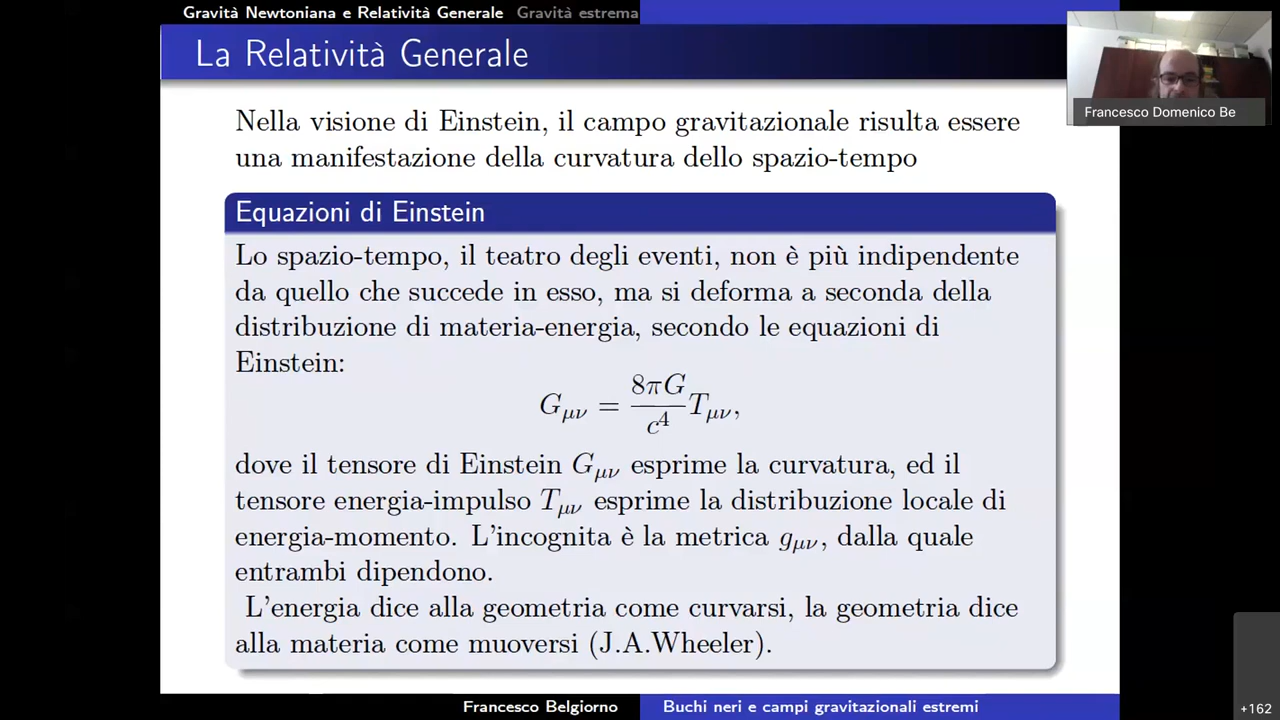 Gravità Newtoniana e Relatività Generale Gravità estrema
La Relatività Generale
Francesco Domenico Be
Nella visione di Einstein, il campo gravitazionale risulta essere
una manifestazione della curvatura dello spazio-tempo
Equazioni di Einstein
Lo spazio-tempo, il teatro degli eventi, non è più indipendente
da quello che succede in esso, ma si deforma a seconda della
distribuzione di materia-energia, secondo le equazioni di
Einstein:
G_{μν} = \frac{8πG}{c^4} T_{μν},
dove il tensore di Einstein G_{μν} esprime la curvatura, ed il
tensore energia-impulso T_{μν} esprime la distribuzione locale di
energia-momento. L'incognita è la metrica g_{μν}, dalla quale
entrambi dipendono.
L'energia dice alla geometria come curvarsi, la geometria dice
alla materia come muoversi (J.A.Wheeler).
Francesco Belgiorno Buchi neri e campi gravitazionali estremi
+162